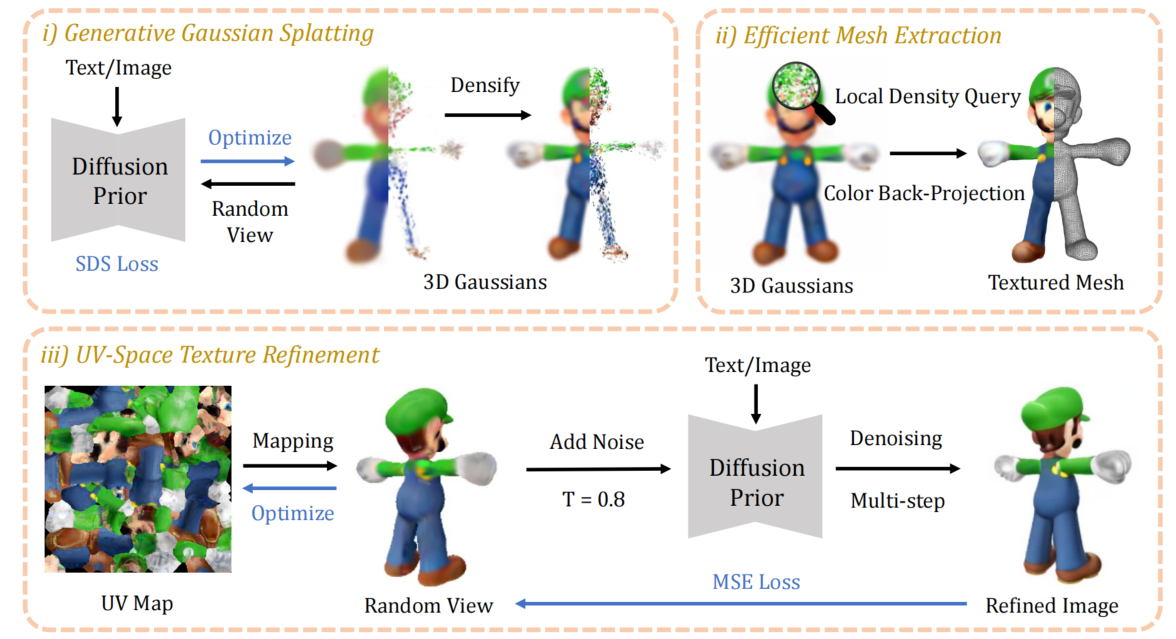 i) Generative Gaussian Splatting
Text/Image
Diffusion
Prior
SDS Loss
Optimize
Random
View
Densify
3D Gaussians
ii) Efficient Mesh Extraction
Local Density Query
Color Back-Projection
3D Gaussians
Textured Mesh
iii) UV-Space Texture Refinement
UV Map
Mapping
Optimize
Random View
Add Noise
T = 0.8
Text/Image
Diffusion
Prior
Denoising
Multi-step
MSE Loss
Refined Image